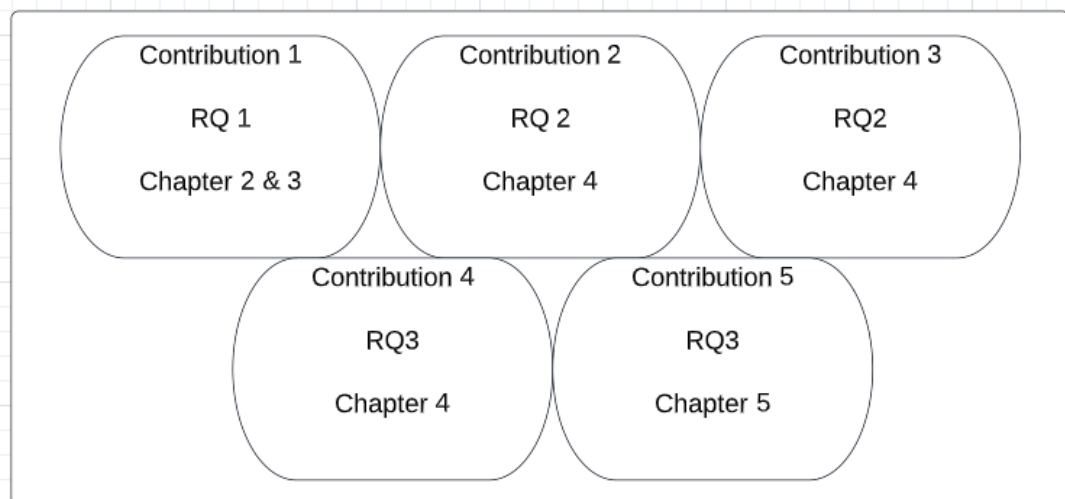 Contribution 1
RQ 1
Chapter 2 & 3
Contribution 2
RQ 2
Chapter 4
Contribution 3
RQ2
Chapter 4
Contribution 4
RQ3
Chapter 4
Contribution 5
RQ3
Chapter 5